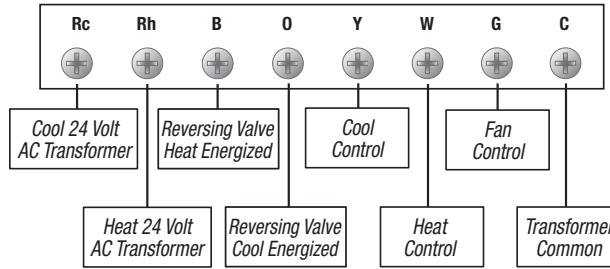 Rc Rh B O Y W G C
Cool 24 Volt
AC Transformer
Reversing Valve
Heat Energized
Cool
Control
Fan
Control
Heat 24 Volt
AC Transformer
Reversing Valve
Cool Energized
Heat
Control
Transformer
Common